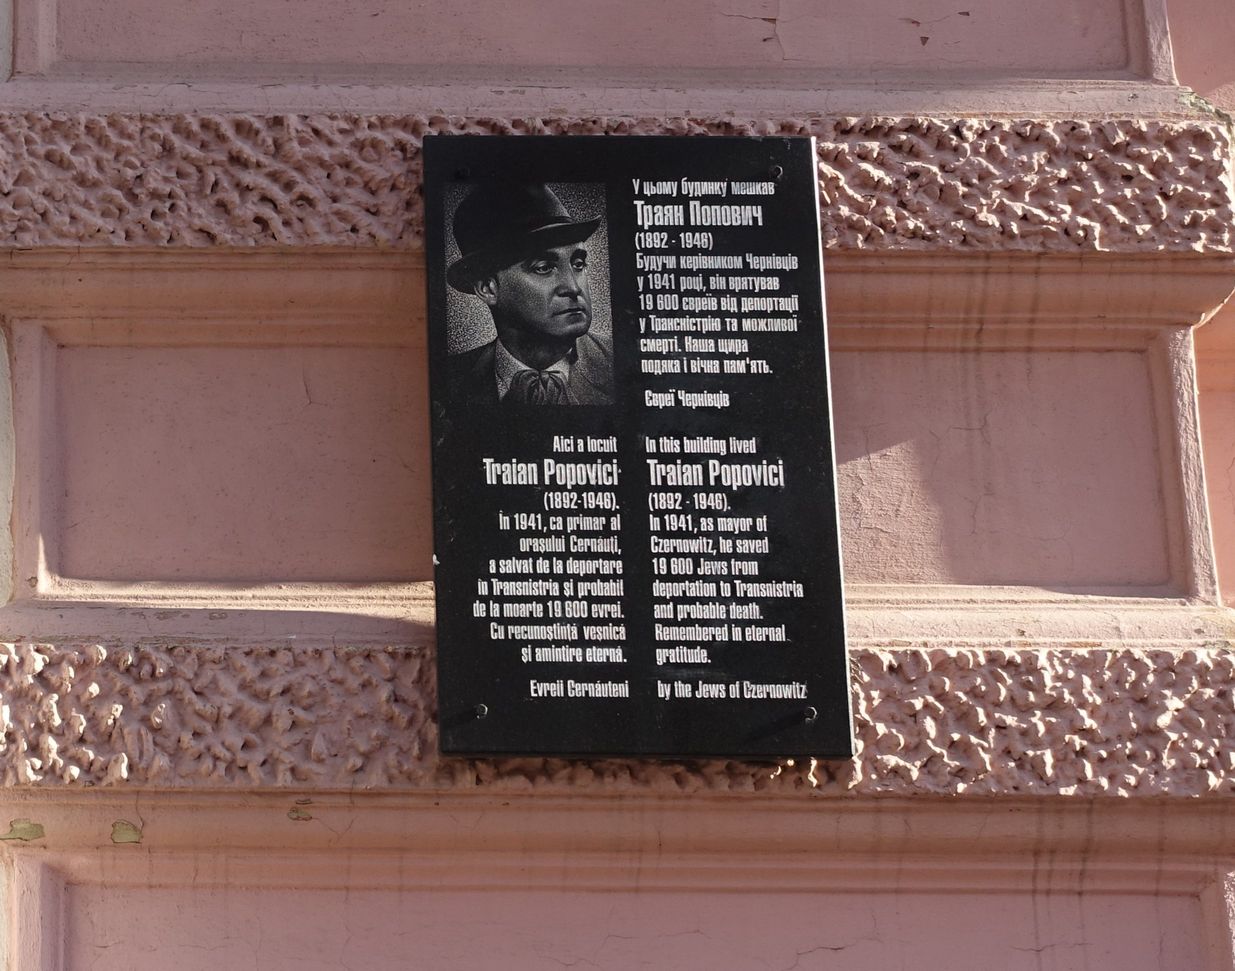 У цьому будинку мешкав
Траян Попович
(1892 - 1946)
Будучи керівником Чернівців
у 1941 році, він врятував
19 600 євреїв від депортації
у Трансністрію та можливої
смерті. Наша щира
подяка і вічна пам'ять.
Євреї Чернівців
Aici a locuit
Traian Popovici
(1892-1946).
În 1941, ca primar al
orașului Cernăuți,
a salvat de la deportare
in Transnistria și probabil
de la moarte 19 600 evrei.
Cu recunoștință veșnică
și amintire eternă.
Evreii Cernăuteni
In this building lived
Traian Popovici
(1892 - 1946).
In 1941, as mayor of
Czernowitz, he saved
19 600 Jews from
deportation to Transnistria
and probable death.
Remembered in eternal
gratitude.
by the Jews of Czernowitz